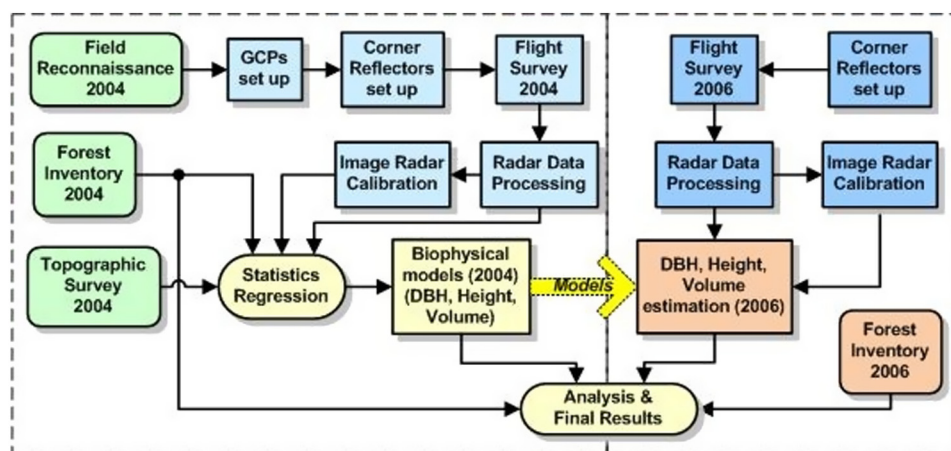 Field
Reconnaissance
2004
GCPs
set up
Corner
Reflectors
set up
Flight
Survey
2004
Flight
Survey
2006
Corner
Reflectors
set up
Forest
Inventory
2004
Image Radar
Calibration
Radar Data
Processing
Radar Data
Processing
Image Radar
Calibration
Topographic
Survey
2004
Statistics
Regression
Biophysical
models (2004)
(DBH, Height,
Volume)
Models
DBH, Height,
Volume
estimation (2006)
Forest
Inventory
2006
Analysis &
Final Results